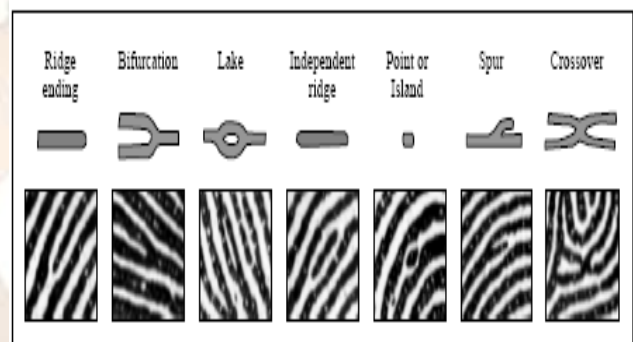 Ridge ending
Bifurcation
Lake
Independent ridge
Point or Island
Spur
Crossover